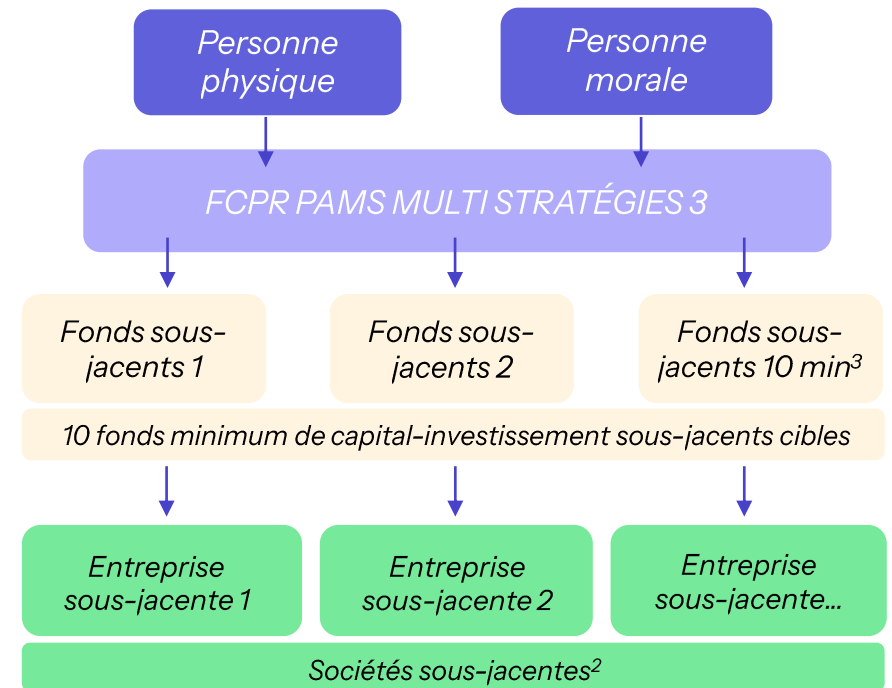 Personne
physique
Personne
morale
FCPR PAMS MULTI STRATÉGIES 3
Fonds sous-
jacents 1
Fonds sous-
jacents 2
Fonds sous-
jacents 10 min³
10 fonds minimum de capital-investissement sous-jacents cibles
Entreprise
sous-jacente 1
Entreprise
sous-jacente 2
Entreprise
sous-jacente...
Sociétés sous-jacentes²